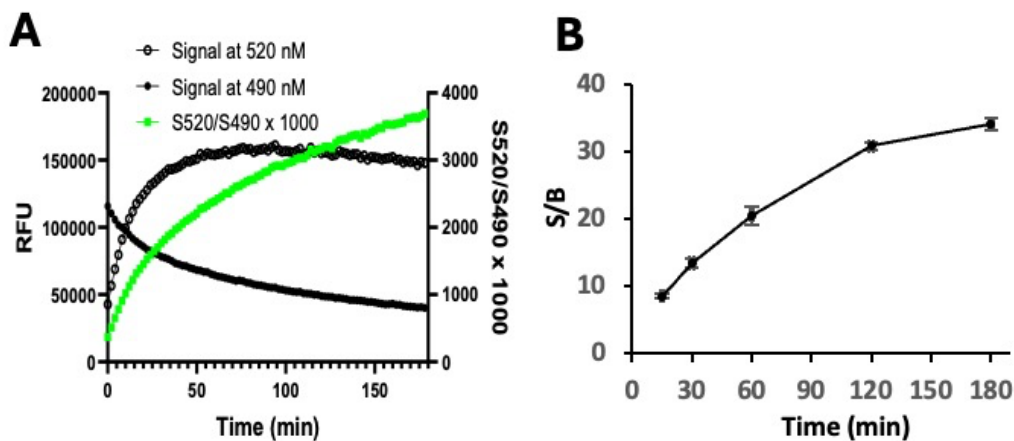 A
Signal at 520 nM
Signal at 490 nM
S520/S490 x 1000
200000
150000
100000
50000
0
RFU
4000
3000
2000
1000
0
S520/S490 x 1000
0 50 100 150
Time (min)
B
40
30
20
10
0
S/B
0 30 60 90 120 150 180
Time (min)